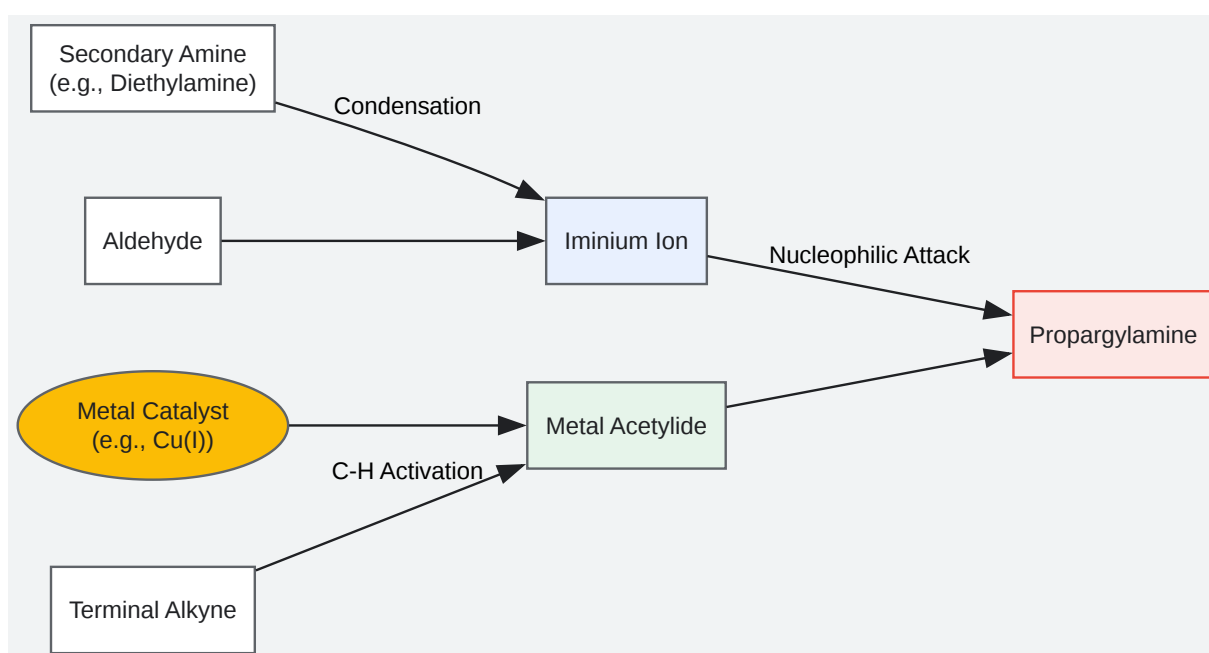 Secondary Amine
(e.g., Diethylamine)
Condensation
Aldehyde
Iminium Ion
Nucleophilic Attack
Propargylamine
Metal Catalyst
(e.g., Cu(I))
Metal Acetylide
C-H Activation
Terminal Alkyne